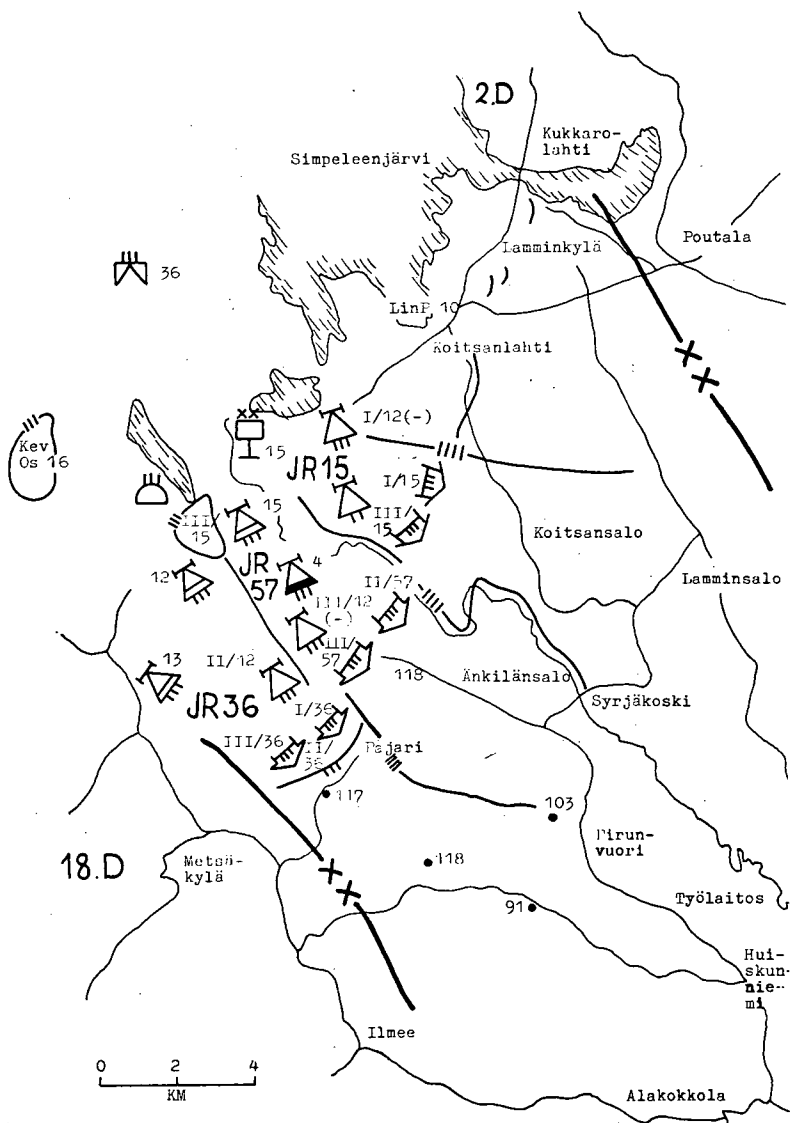 2.D
Kukkaro-
lahti
Simpeleenjärvi
36
Lamminkylä
Poutala
LinP 10
Koitsanlahti
I/12(-)
Kev
Os 16
15
JR15
I/15
III/
15
15
III/
15
Koitsansalo
JR
57
4
II/57
Lamminsalo
12
III/12
(-)
III/
57
13
II/12
118
Änkilänsalo
Syrjäkoski
JR36
I/36
III/36
II/
36
Pajari
117
103
Pirun-
vuori
18.D
Metsä-
kylä
118
91
Työlaitos
Hui-
skun-
nie-
mi
Ilmee
0 2 4
KM
Alakokkola